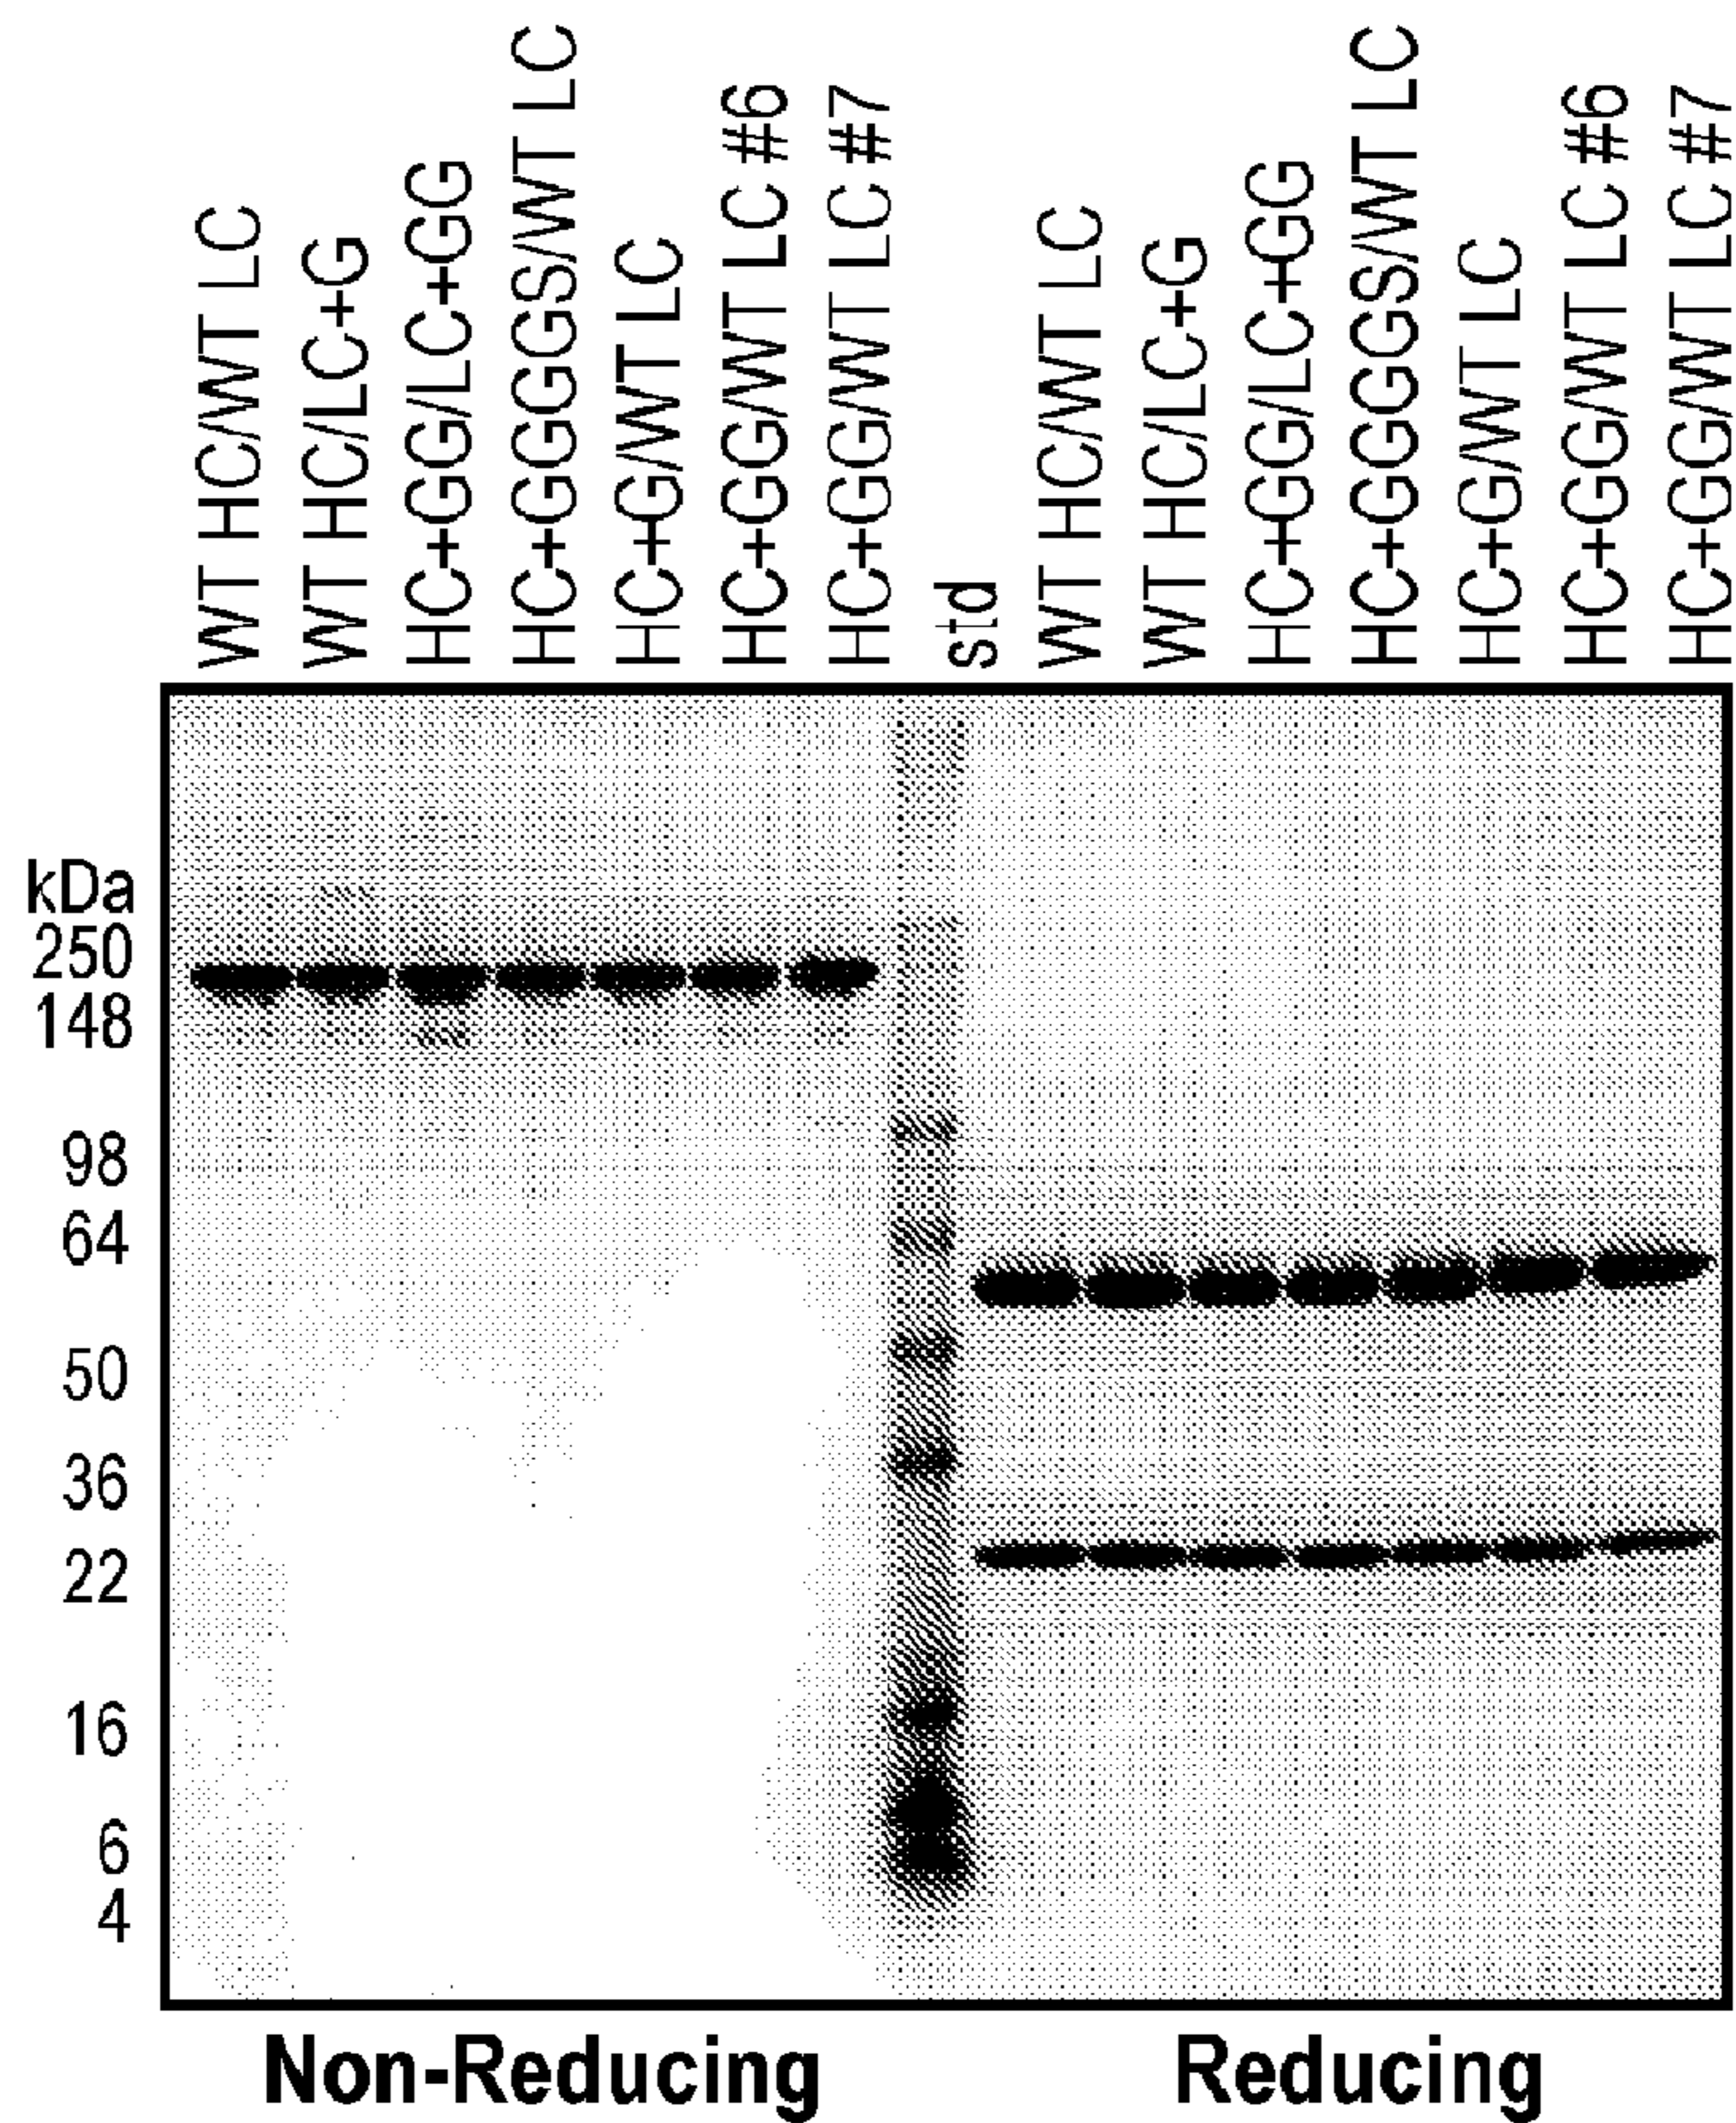 WT HC/WT LC
WT HC/LC+G
HC+GG/LC+GG
HC+GGGGS/WT LC
HC+G/WT LC
HC+GG/WT LC #6
HC+GG/WT LC #7
std
WT HC/WT LC
WT HC/LC+G
HC+GG/LC+GG
HC+GGGGS/WT LC
HC+G/WT LC
HC+GG/WT LC #6
HC+GG/WT LC #7
kDa
250
148
98
64
50
36
22
16
6
4
Non-Reducing
Reducing